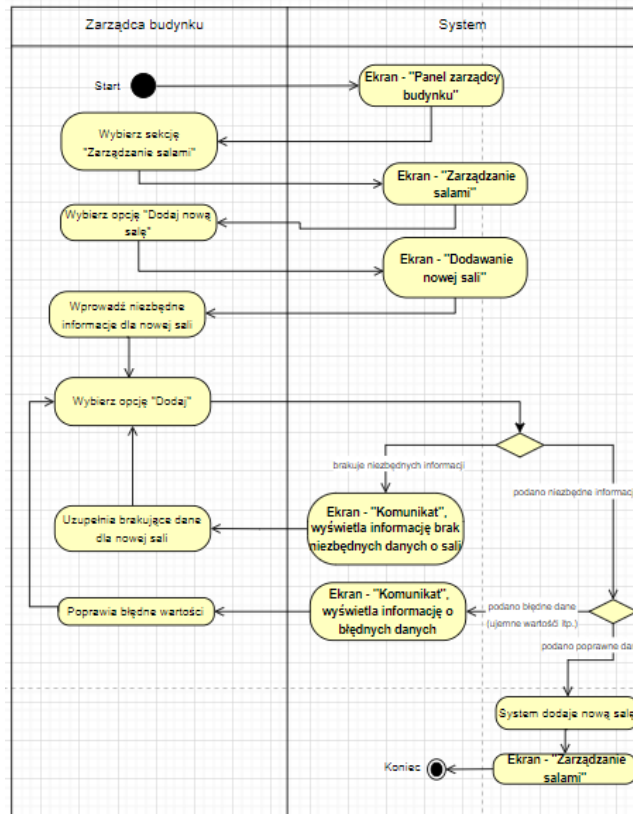 Zarządca budynku
System
Start
Ekran - "Panel zarządcy
budynku"
Wybierz sekcję
"Zarządzanie salami"
Ekran - "Zarządzanie
salami"
Wybierz opcję "Dodaj nową
salę"
Ekran - "Dodawanie
nowej sali"
Wprowadź niezbędne
informacje dla nowej sali
Wybierz opcję "Dodaj"
brakuje niezbędnych informacji
podano niezbędne informacj
Uzupełnia brakujące dane
dla nowej sali
Ekran - "Komunikat",
wyświetla informację brak
niezbędnych danych o sali
Poprawia błędne wartości
Ekran - "Komunikat",
wyświetla informację o
błędnych danych
podano błędne dane
(ujemne wartości itp.)
podano poprawne dan
System dodaje nową salę
Ekran - "Zarządzanie
salami"
Koniec